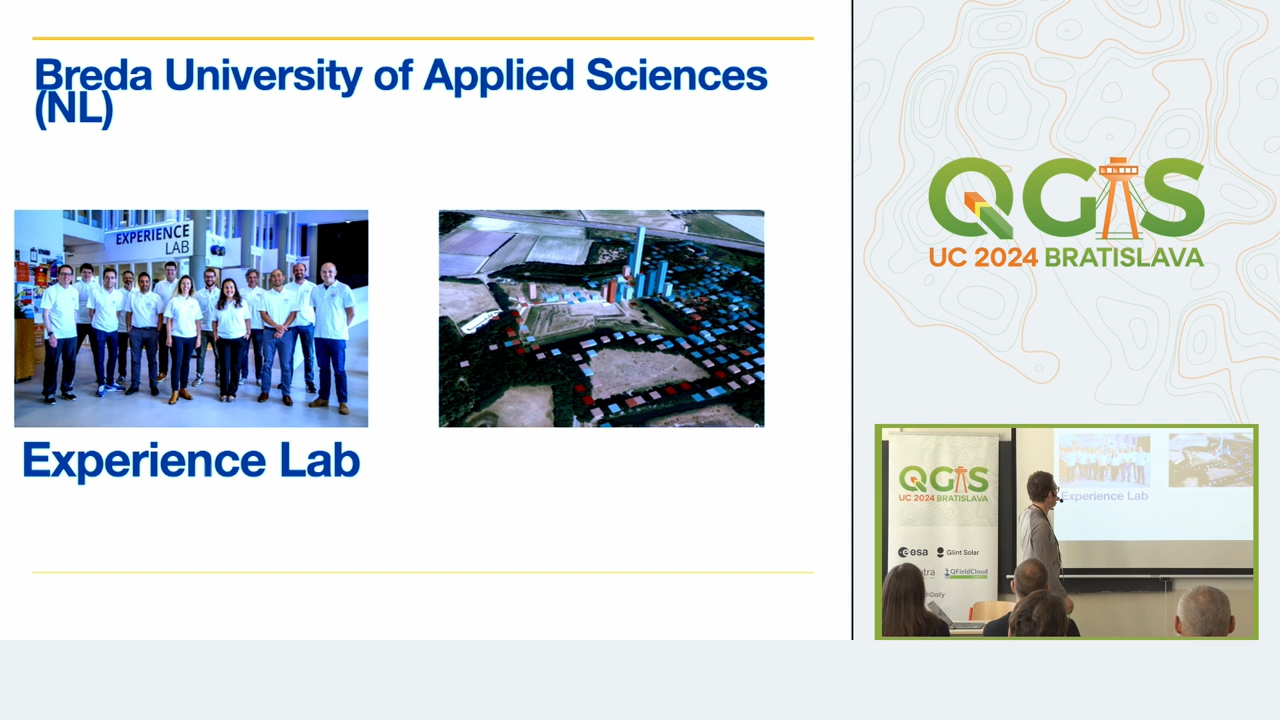 Breda University of Applied Sciences
(NL)
EXPERIENCE
LAB
Experience Lab
QGIS
UC 2024 BRATISLAVA
QGIS
UC 2024 BRATISLAVA
esa
Glint Solar
QFieldCloud
Experience Lab